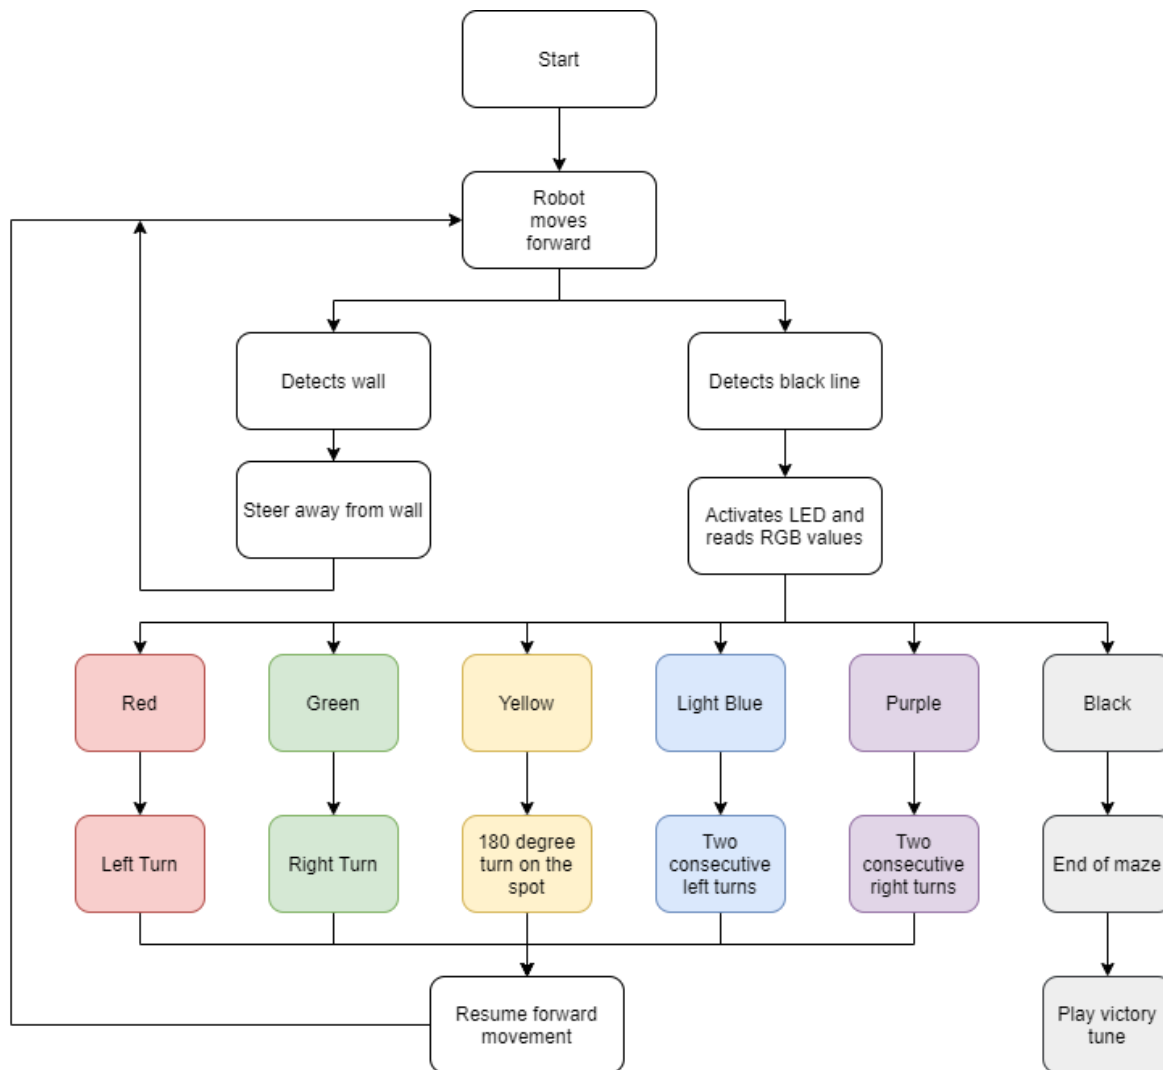 Start
Robot
moves
forward
Detects wall
Detects black line
Steer away from wall
Activates LED and
reads RGB values
Red
Green
Yellow
Light Blue
Purple
Black
Left Turn
Right Turn
180 degree
turn on the
spot
Two
consecutive
left turns
Two
consecutive
right turns
End of maze
Resume forward
movement
Play victory
tune